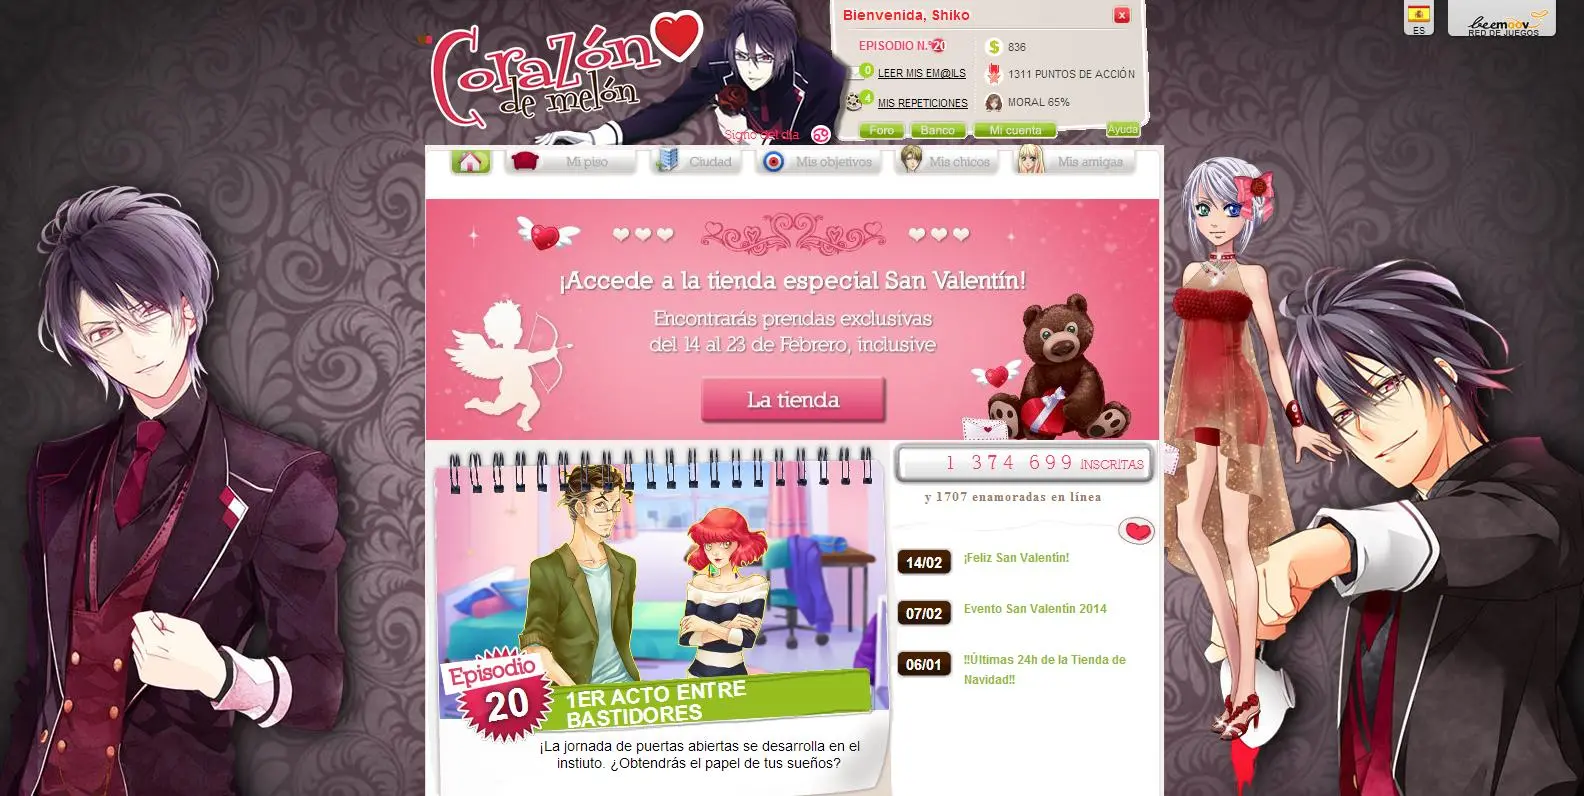 Corazón
de melón
Signo del día
Bienvenida, Shiko
x
EPISODIO N.º20
836
0 LEER MIS EM@ILS
1311 PUNTOS DE ACCIÓN
4 MIS REPETICIONES
MORAL 65%
Foro
Banco
Mi cuenta
Ayuda
ES
beemoov
RED DE JUEGOS
Mi piso
Ciudad
Mis objetivos
Mis chicos
Mis amigas
¡Accede a la tienda especial San Valentín!
Encontrarás prendas exclusivas
del 14 al 23 de Febrero, inclusive
La tienda
1 374 699 INSCRITAS
y 1707 enamoradas en línea
14/02 ¡Feliz San Valentín!
07/02 Evento San Valentín 2014
06/01 !!Últimas 24h de la Tienda de
Navidad!!
Episodio
20
1ER ACTO ENTRE
BASTIDORES
¡La jornada de puertas abiertas se desarrolla en el
instiuto. ¿Obtendrás el papel de tus sueños?